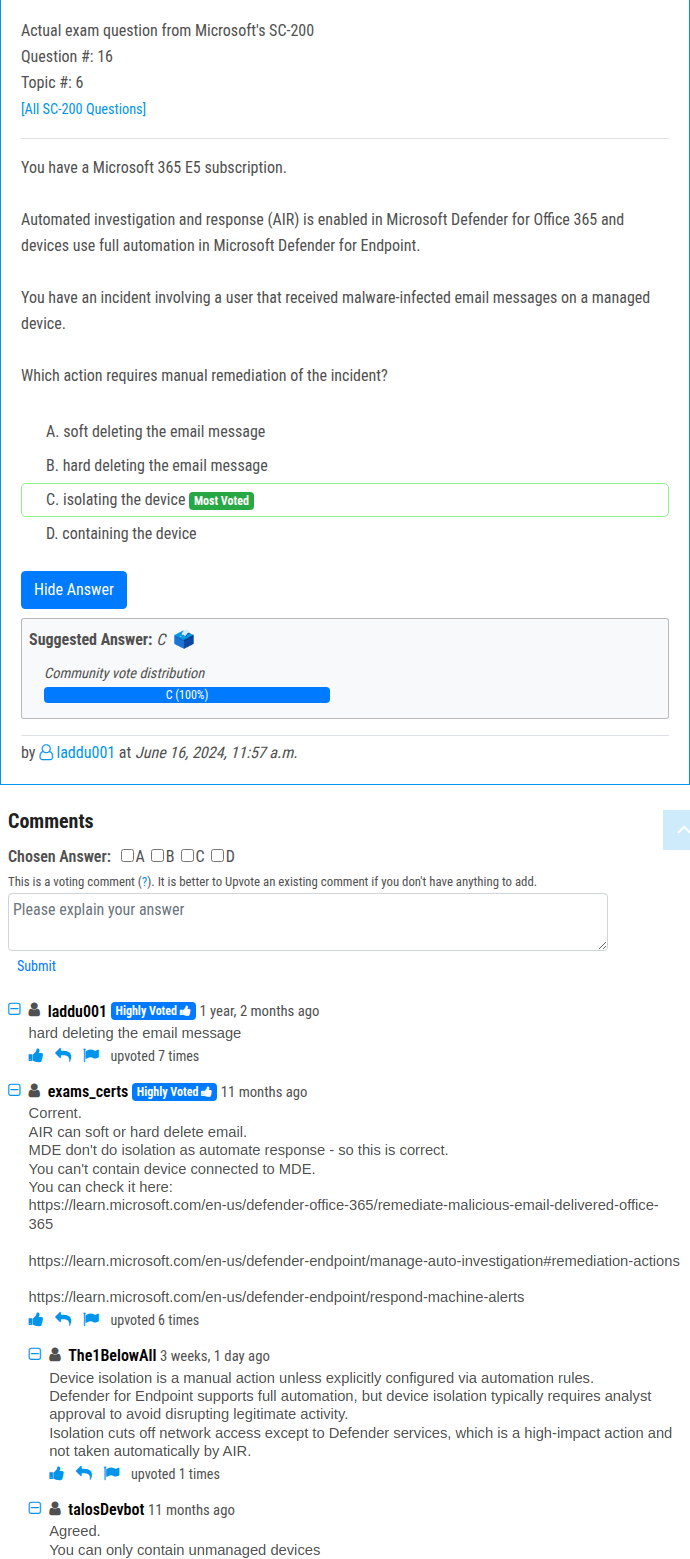 Actual exam question from Microsoft's SC-200
Question #: 16
Topic #: 6
[All SC-200 Questions]
You have a Microsoft 365 E5 subscription.
Automated investigation and response (AIR) is enabled in Microsoft Defender for Office 365 and
devices use full automation in Microsoft Defender for Endpoint.
You have an incident involving a user that received malware-infected email messages on a managed
device.
Which action requires manual remediation of the incident?
A. soft deleting the email message
B. hard deleting the email message
C. isolating the device Most Voted
D. containing the device
Hide Answer
Suggested Answer: C
Community vote distribution
C (100%)
by laddu001 at June 16, 2024, 11:57 a.m.
Comments
Chosen Answer: A B C D
This is a voting comment (?). It is better to Upvote an existing comment if you don't have anything to add.
Please explain your answer
Submit
laddu001 Highly Voted 1 year, 2 months ago
hard deleting the email message
upvoted 7 times
exams_certs Highly Voted 11 months ago
Corrent.
AIR can soft or hard delete email.
MDE don't do isolation as automate response - so this is correct.
You can't contain device connected to MDE.
You can check it here:
https://learn.microsoft.com/en-us/defender-office-365/remediate-malicious-email-delivered-office-
365
https://learn.microsoft.com/en-us/defender-endpoint/manage-auto-investigation#remediation-actions
https://learn.microsoft.com/en-us/defender-endpoint/respond-machine-alerts
upvoted 6 times
The1BelowAll 3 weeks, 1 day ago
Device isolation is a manual action unless explicitly configured via automation rules.
Defender for Endpoint supports full automation, but device isolation typically requires analyst
approval to avoid disrupting legitimate activity.
Isolation cuts off network access except to Defender services, which is a high-impact action and
not taken automatically by AIR.
upvoted 1 times
talosDevbot 11 months ago
Agreed.
You can only contain unmanaged devices